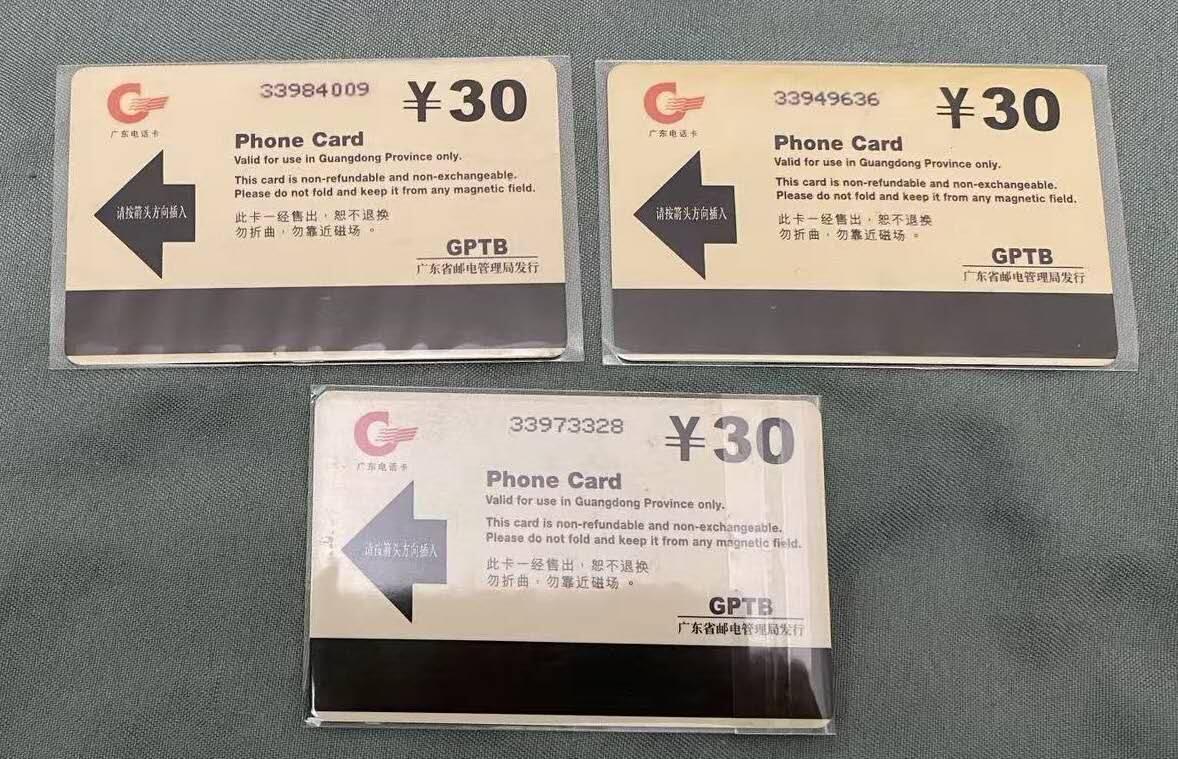 33984009
¥30
广东电话卡
Phone Card
Valid for use in Guangdong Province only.
This card is non-refundable and non-exchangeable.
Please do not fold and keep it from any magnetic field.
请按箭头方向插入
此卡一经售出，恕不退换
勿折曲，勿靠近磁场。
GPTB
广东省邮电管理局发行
33949636
¥30
广东电话卡
Phone Card
Valid for use in Guangdong Province only.
This card is non-refundable and non-exchangeable.
Please do not fold and keep it from any magnetic field.
请按箭头方向插入
此卡一经售出，恕不退换
勿折曲，勿靠近磁场。
GPTB
广东省邮电管理局发行
33973328
¥30
广东电话卡
Phone Card
Valid for use in Guangdong Province only.
This card is non-refundable and non-exchangeable.
Please do not fold and keep it from any magnetic field.
请按箭头方向插入
此卡一经售出，恕不退换
勿折曲，勿靠近磁场。
GPTB
广东省邮电管理局发行